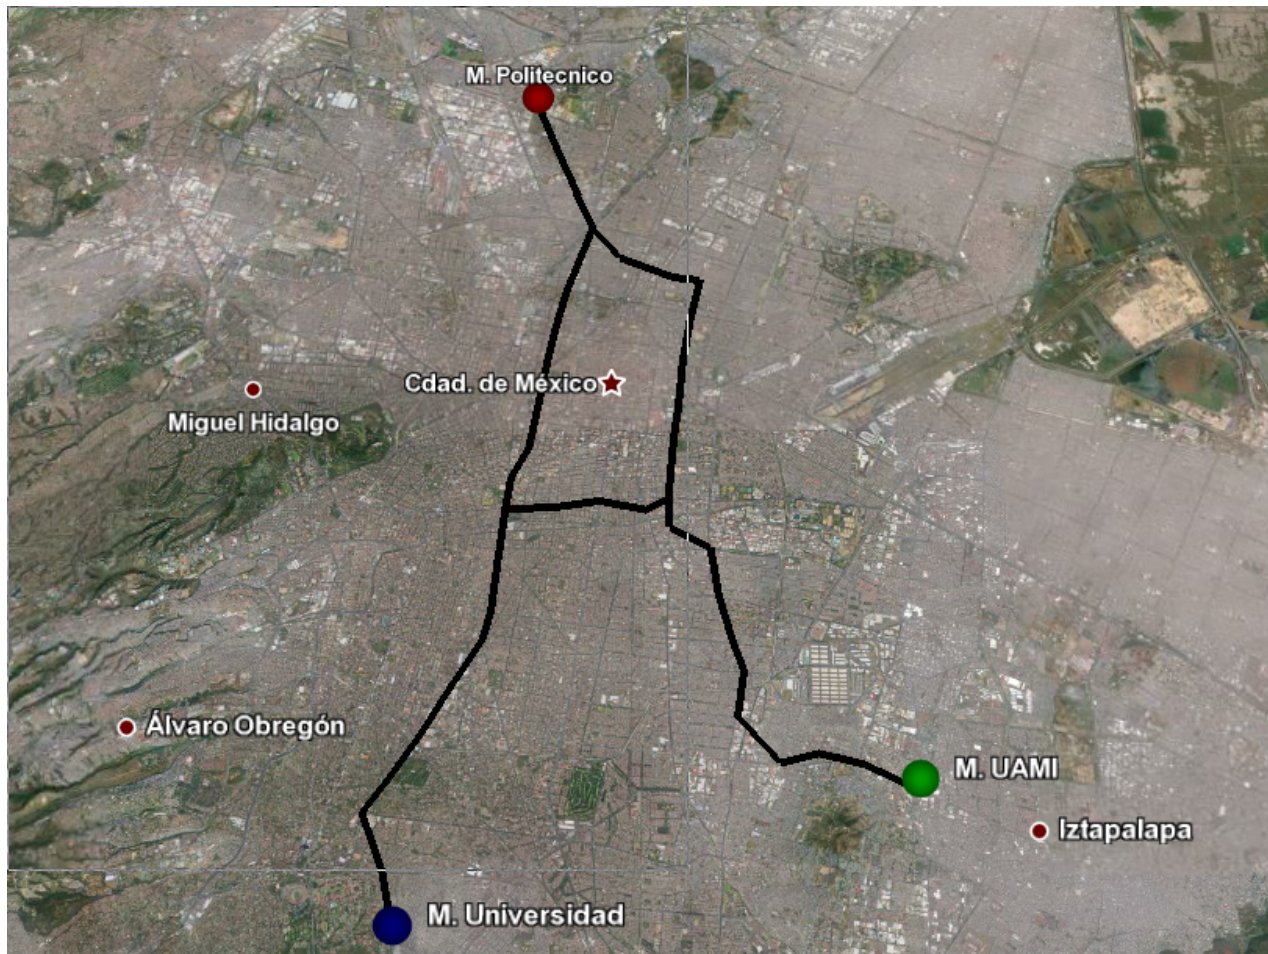 M. Politecnico
Cdad. de México
Miguel Hidalgo
Álvaro Obregón
M. UAMI
Iztapalapa
M. Universidad